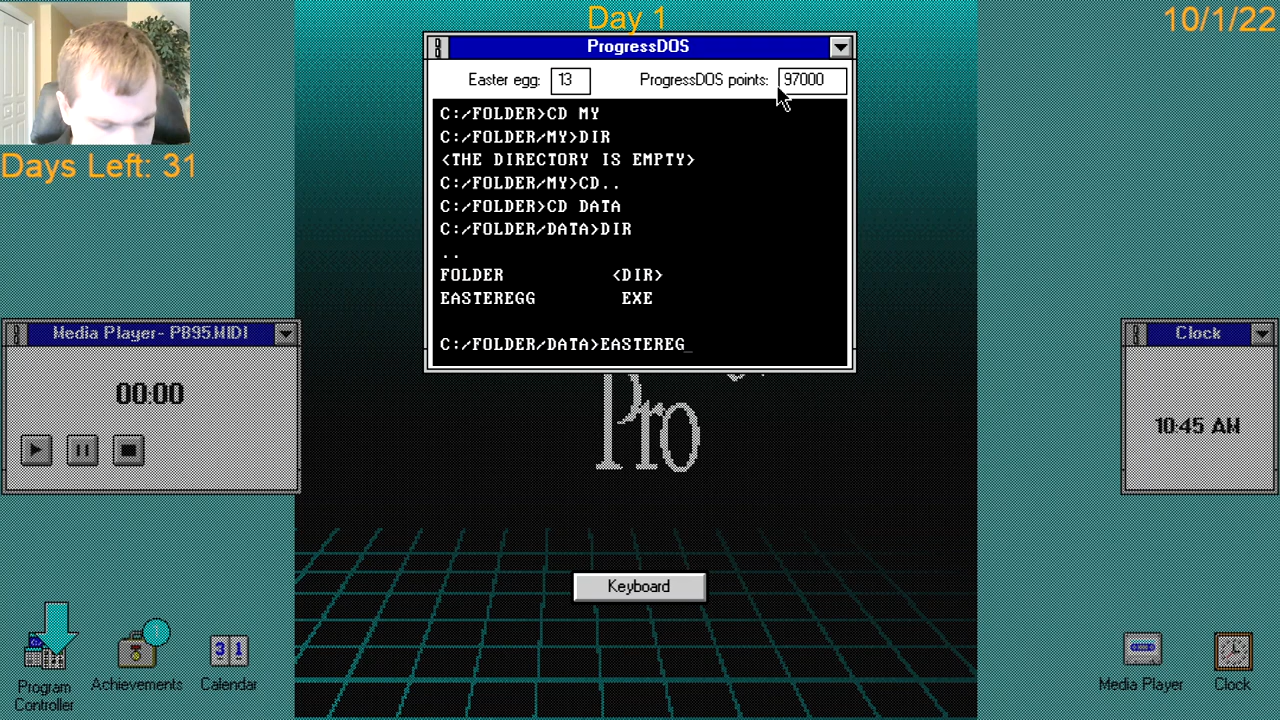 Day 1
10/1/22
ProgressDOS
Easter egg: 13
ProgressDOS points: 97000
C:/FOLDER>CD MY
C:/FOLDER/MY>DIR
<THE DIRECTORY IS EMPTY>
C:/FOLDER/MY>CD..
C:/FOLDER>CD DATA
C:/FOLDER/DATA>DIR
..
FOLDER <DIR>
EASTEREGG EXE
C:/FOLDER/DATA>EASTEREG_
Days Left: 31
Media Player- PB95.MIDI
00:00
Clock
10:45 AM
Pro
Keyboard
Program
Controller
Achievements
31
Calendar
Media Player
Clock